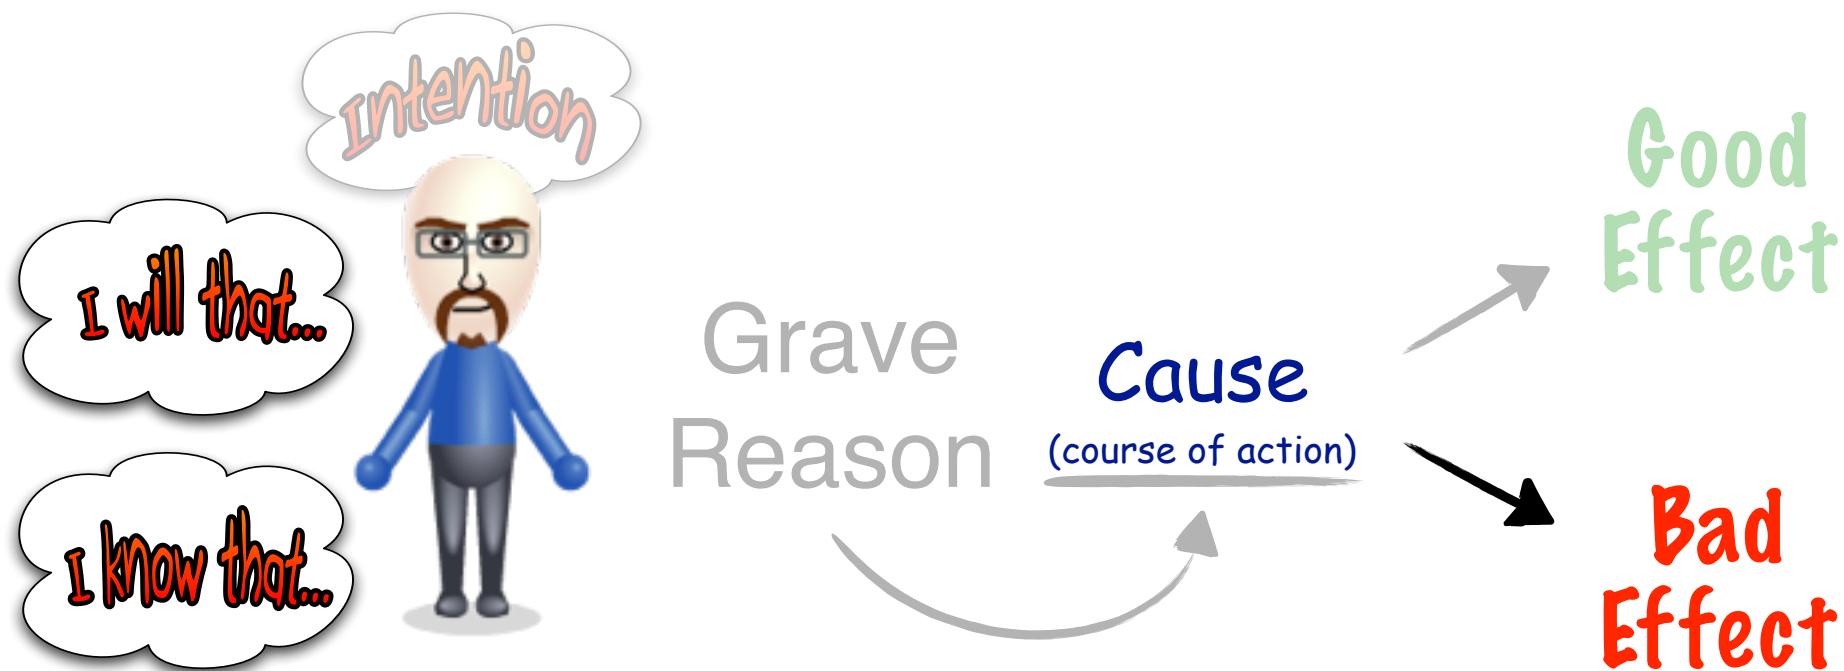 Intention
I will that...
I know that...
Grave
Reason
Cause
(course of action)
Good
Effect
Bad
Effect